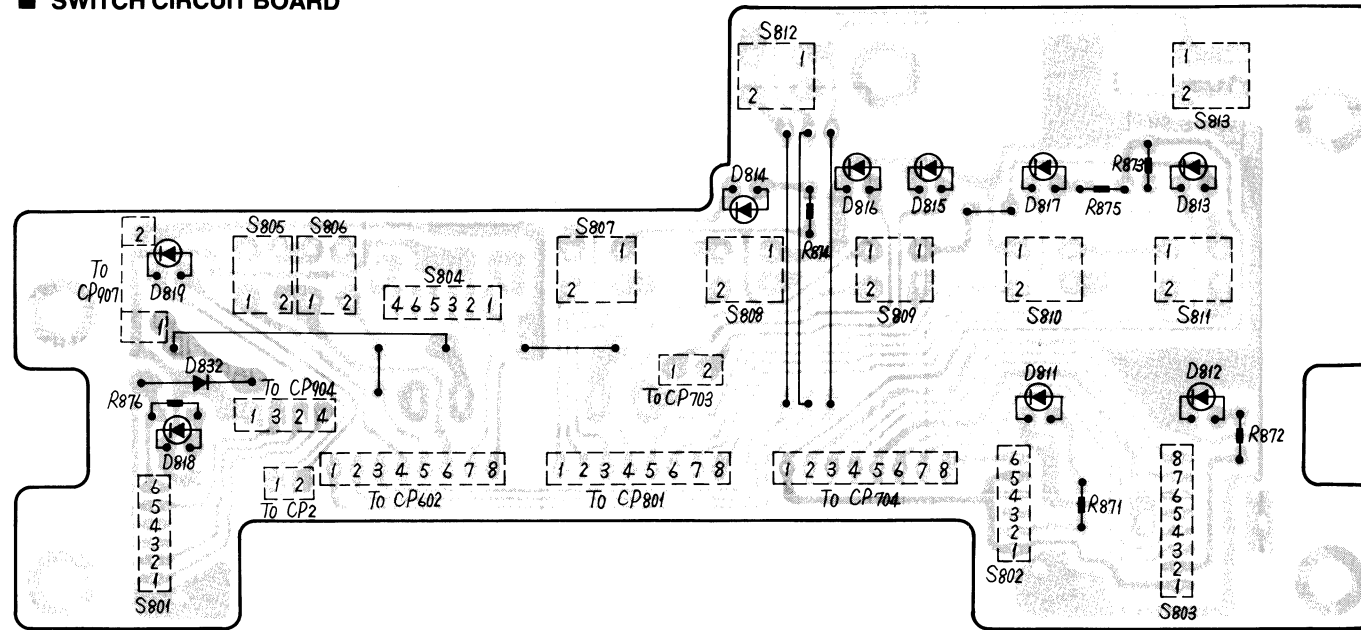 ■ SWITCH CIRCUIT BOARD
S812
1
2
1
2
S813
D814
D816
D815
D817
R873
R875
D813
R874
2
To
CP907
1
D819
S805
1 2
S806
1 2
S804
4 6 5 3 2 1
S807
1
2
1
2
S808
1
2
S809
1
2
S810
1
2
S811
D832
R876
D818
To CP904
1 3 2 4
1 2
To CP703
D811
D812
R872
1 2
To CP2
1 2 3 4 5 6 7 8
To CP602
1 2 3 4 5 6 7 8
To CP801
1 2 3 4 5 6 7 8
To CP704
6
5
4
3
2
1
S801
6
5
4
3
2
1
S802
R871
8
7
6
5
4
3
2
1
S803